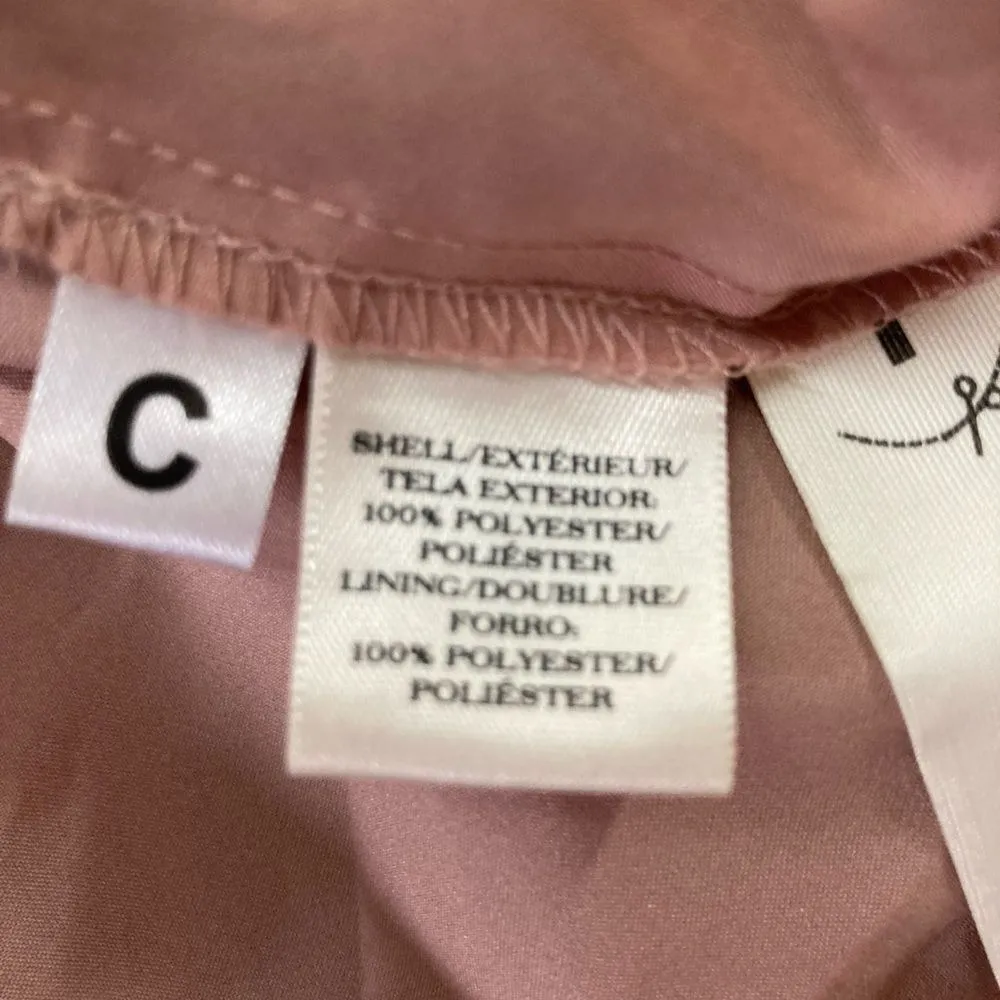 C
SHELL/EXTÉRIEUR/
TELA EXTERIOR:
100% POLYESTER/
POLIÉSTER
LINING/DOUBLURE/
FORRO:
100% POLYESTER/
POLIÉSTER